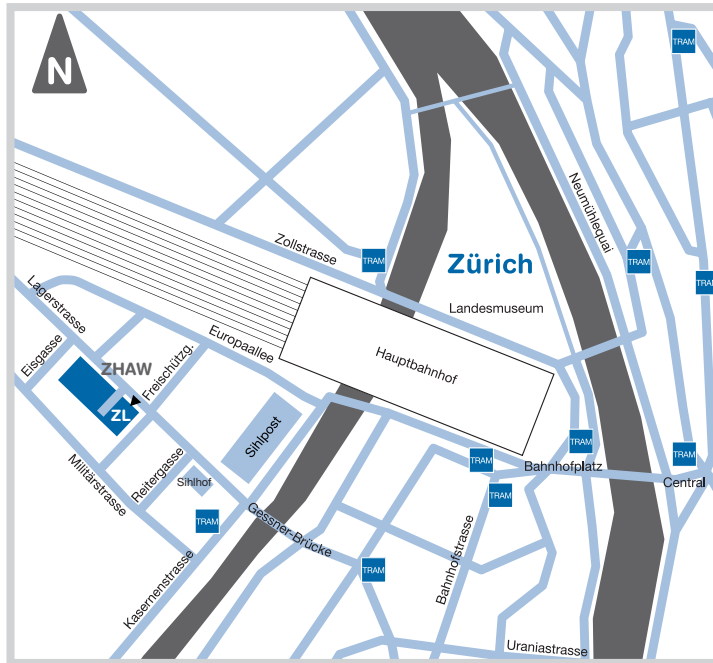 TRAM
N
Neumühlequai
Zollstrasse
TRAM
Zürich
TRAM
TRAM
Landesmuseum
Lagerstrasse
Europaallee
Hauptbahnhof
Eisgasse
ZHAW
Freischützg.
ZL
Sihlpost
TRAM
Militärstrasse
Reitergasse
Sihlhof
TRAM
Bahnhofplatz
TRAM
Central
TRAM
TRAM
Gessner-Brücke
Bahnhofstrasse
Kasernenstrasse
TRAM
Uraniastrasse